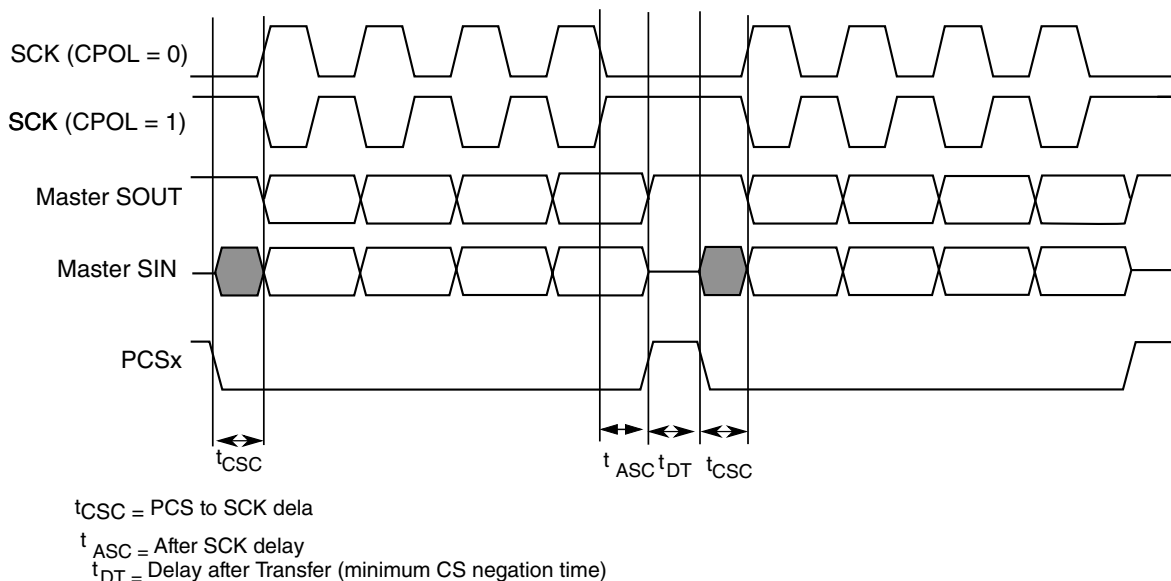 SCK (CPOL = 0)
SCK (CPOL = 1)
Master SOUT
Master SIN
PCSx
tCSC
t ASC
tDT
tCSC
tCSC = PCS to SCK dela
t ASC = After SCK delay
tDT = Delay after Transfer (minimum CS negation time)